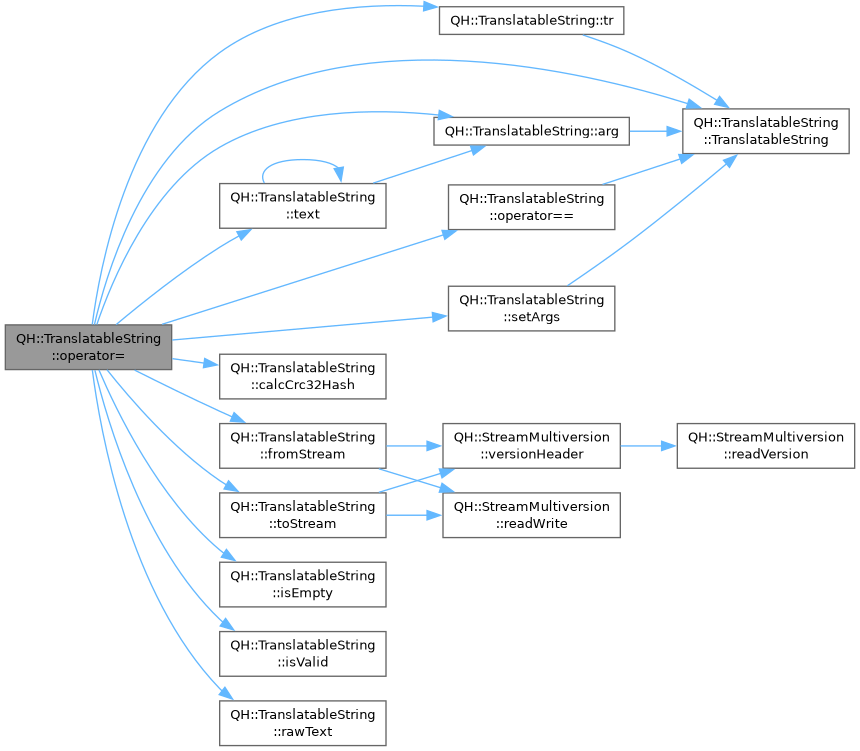 QH::TranslatableString::tr
QH::TranslatableString
::TranslatableString
QH::TranslatableString::arg
QH::TranslatableString
::text
QH::TranslatableString
::operator==
QH::TranslatableString
::setArgs
QH::TranslatableString
::operator=
QH::TranslatableString
::calcCrc32Hash
QH::TranslatableString
::fromStream
QH::StreamMultiversion
::versionHeader
QH::StreamMultiversion
::readVersion
QH::TranslatableString
::toStream
QH::StreamMultiversion
::readWrite
QH::TranslatableString
::isEmpty
QH::TranslatableString
::isValid
QH::TranslatableString
::rawText